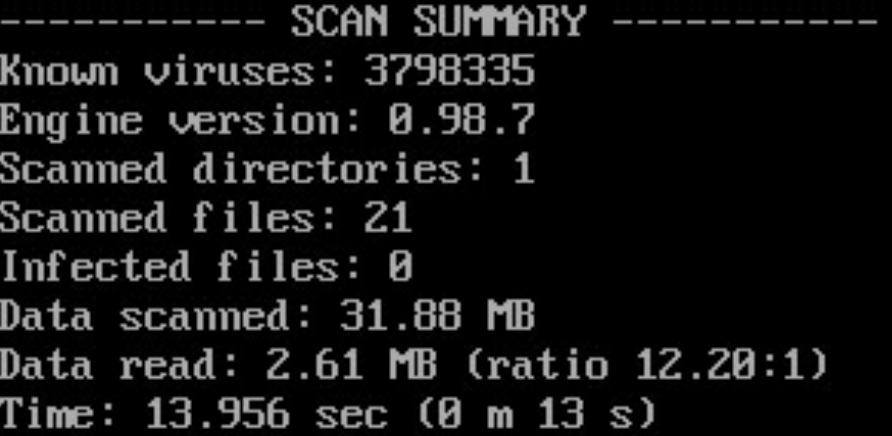 ----------- SCAN SUMMARY -----------
Known viruses: 3798335
Engine version: 0.98.7
Scanned directories: 1
Scanned files: 21
Infected files: 0
Data scanned: 31.88 MB
Data read: 2.61 MB (ratio 12.20:1)
Time: 13.956 sec (0 m 13 s)